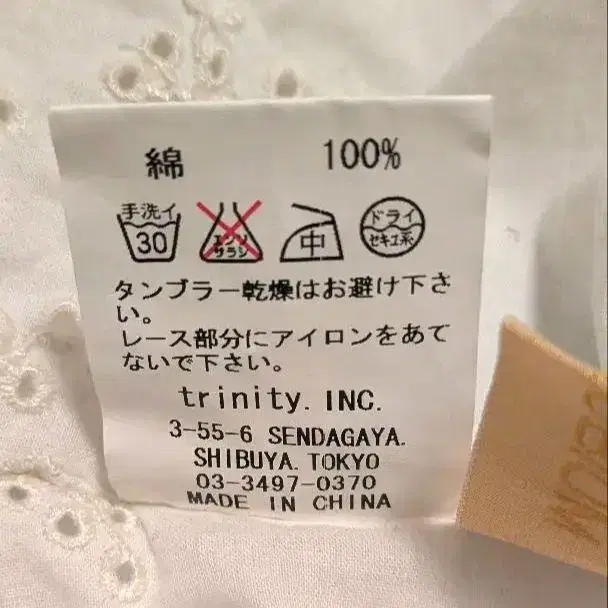 綿 100%
手洗イ 30 エンソ サラシ 中 ドライ セキユ系
タンブラー乾燥はお避け下さ
い。
レース部分にアイロンをあて
ないで下さい。
trinity. INC.
3-55-6 SENDAGAYA.
SHIBUYA. TOKYO
03-3497-0370
MADE IN CHINA